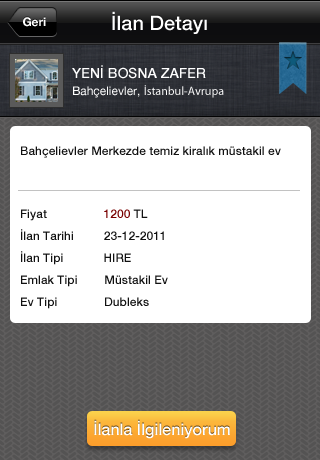 Geri
İlan Detayı
YENİ BOSNA ZAFER
Bahçelievler, İstanbul-Avrupa
Bahçelievler Merkezde temiz kiralık müstakil ev
Fiyat 1200 TL
İlan Tarihi 23-12-2011
İlan Tipi HIRE
Emlak Tipi Müstakil Ev
Ev Tipi Dubleks
İlanla İlgileniyorum